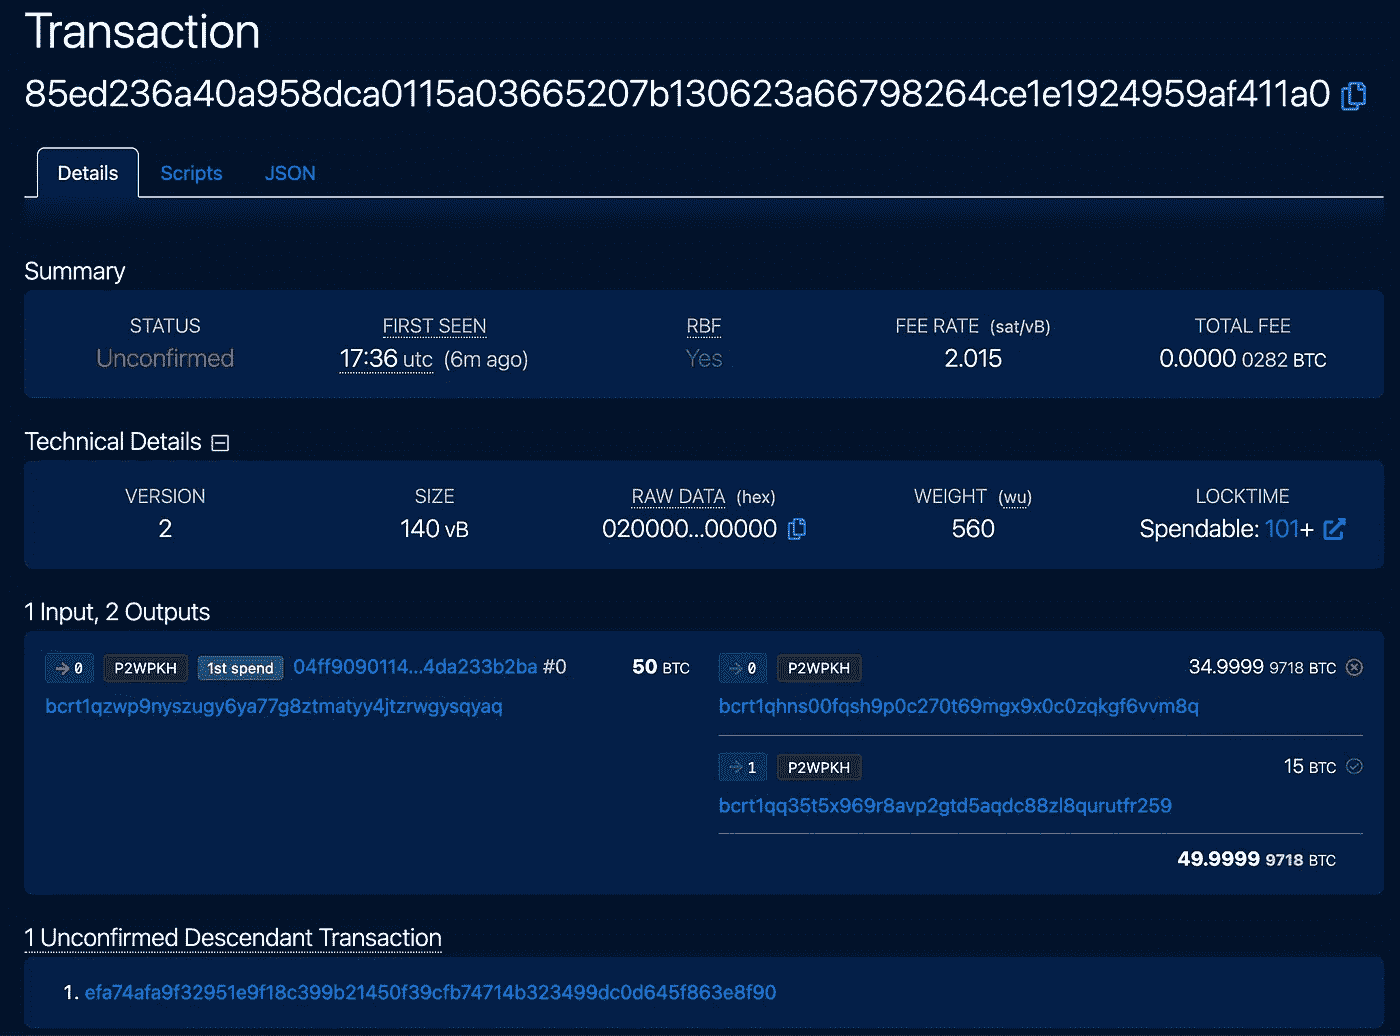 Transaction
85ed236a40a958dca0115a03665207b130623a66798264ce1e1924959af411a0
Details Scripts JSON
Summary
STATUS FIRST SEEN RBF FEE RATE (sat/vB) TOTAL FEE
Unconfirmed 17:36 utc (6m ago) Yes 2.015 0.0000 0282 BTC
Technical Details
VERSION SIZE RAW DATA (hex) WEIGHT (wu) LOCKTIME
2 140 vB 020000...00000 560 Spendable: 101+
1 Input, 2 Outputs
→ 0 P2WPKH 1st spend 04ff9090114...4da233b2ba #0 50 BTC → 0 P2WPKH 34.9999 9718 BTC
bcrt1qzwp9nyszugy6ya77g8ztmatyy4jtzrwgysqyaq bcrt1qhns00fqsh9p0c270t69mgx9x0c0zqkgf6vvm8q
→ 1 P2WPKH 15 BTC
bcrt1qq35t5x969r8avp2gtd5aqdc88zl8qurutfr259
49.9999 9718 BTC
1 Unconfirmed Descendant Transaction
1. efa74afa9f32951e9f18c399b21450f39cfb74714b323499dc0d645f863e8f90